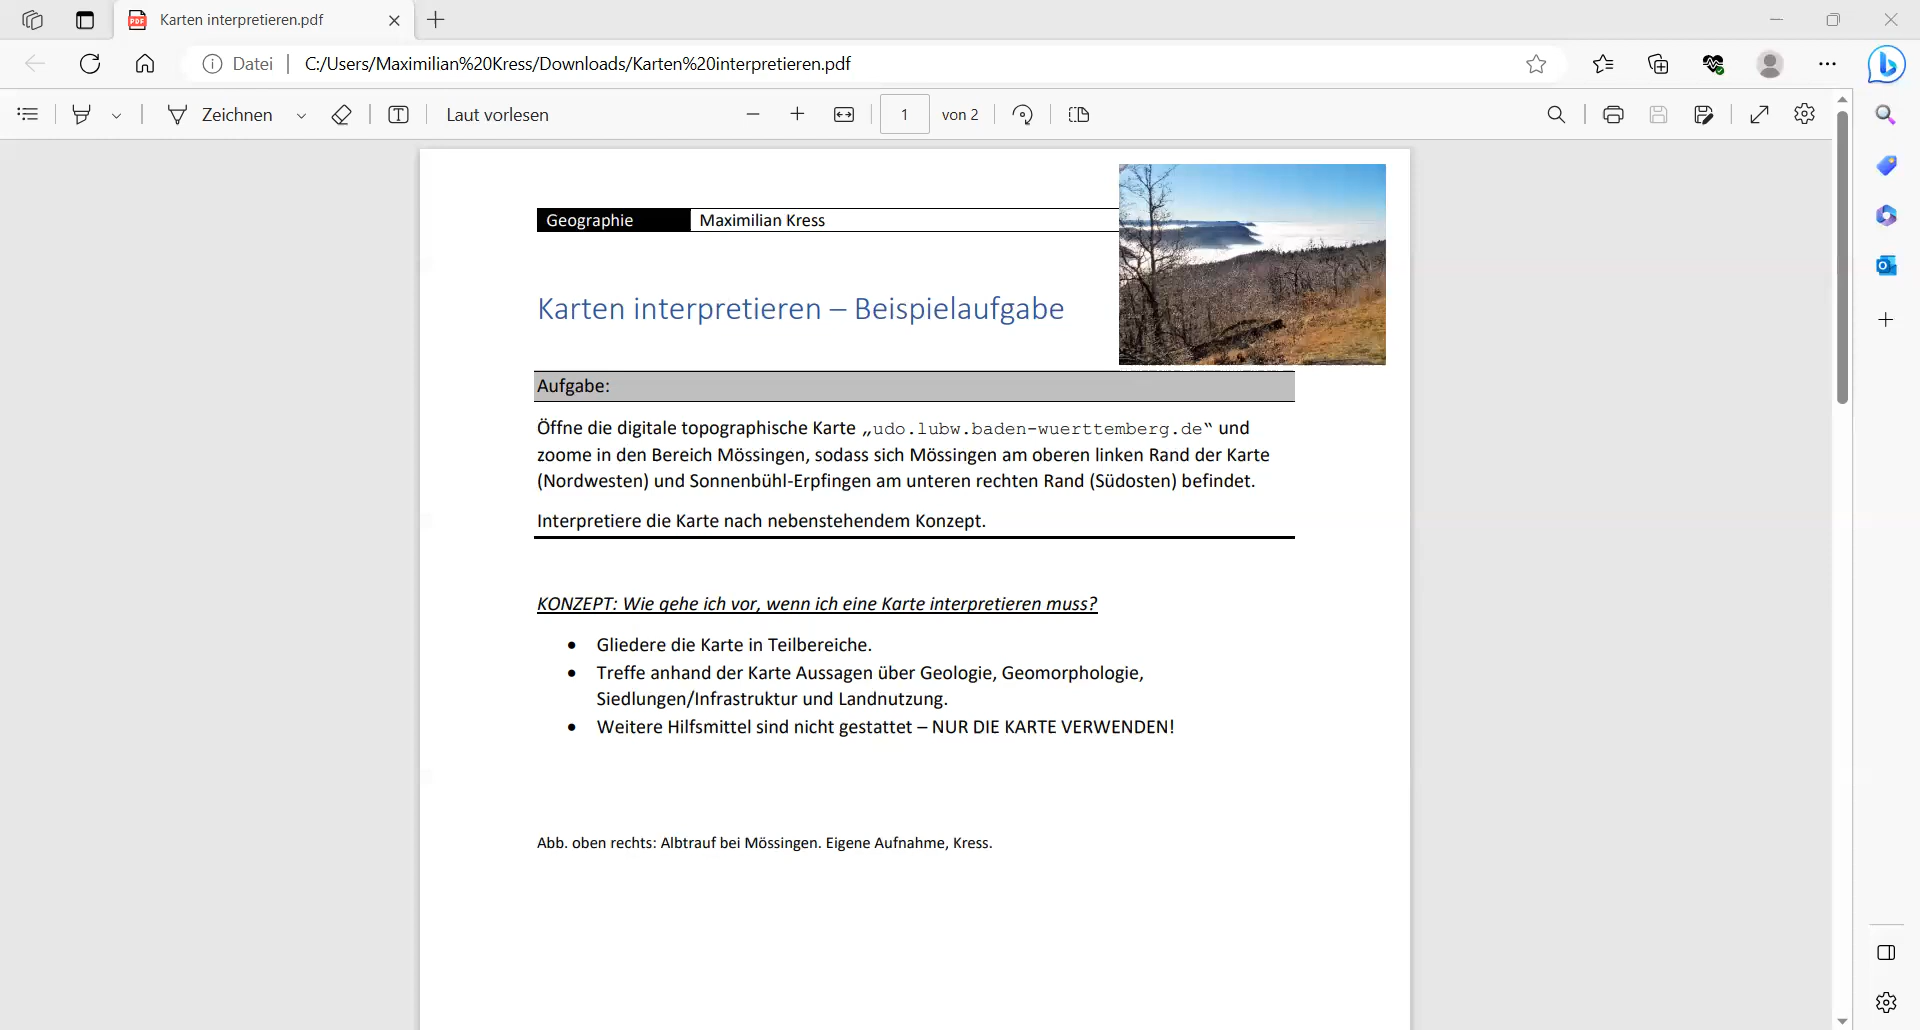 Karten interpretieren.pdf
Datei
C:/Users/Maximilian%20Kress/Downloads/Karten%20interpretieren.pdf
Zeichnen
Laut vorlesen
1
von 2
Geographie
Maximilian Kress
Karten interpretieren – Beispielaufgabe
Aufgabe:
Öffne die digitale topographische Karte „udo.lubw.baden-wuerttemberg.de“ und
zoome in den Bereich Mössingen, sodass sich Mössingen am oberen linken Rand der Karte
(Nordwesten) und Sonnenbühl-Erpfingen am unteren rechten Rand (Südosten) befindet.
Interpretiere die Karte nach nebenstehendem Konzept.
KONZEPT: Wie gehe ich vor, wenn ich eine Karte interpretieren muss?
• Gliedere die Karte in Teilbereiche.
• Treffe anhand der Karte Aussagen über Geologie, Geomorphologie,
Siedlungen/Infrastruktur und Landnutzung.
• Weitere Hilfsmittel sind nicht gestattet – NUR DIE KARTE VERWENDEN!
Abb. oben rechts: Albtrauf bei Mössingen. Eigene Aufnahme, Kress.